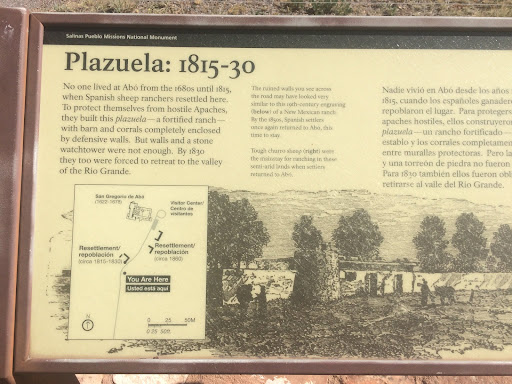 Salinas Pueblo Missions National Monument
Plazuela: 1815-30
No one lived at Abó from the 1680s until 1815,
when Spanish sheep ranchers resettled here.
To protect themselves from hostile Apaches,
they built this plazuela—a fortified ranch—
with barn and corrals completely enclosed
by defensive walls. But walls and a stone
watchtower were not enough. By 1830
they too were forced to retreat to the valley
of the Rio Grande.
The ruined walls you see across
the road may have looked very
similar to this 19th-century engraving
(below) of a New Mexican ranch.
By the 1890s, Spanish settlers
once again returned to Abó, this
time to stay.
Tough churro sheep (right) were
the mainstay for ranching in these
semi-arid lands when settlers
returned to Abó.
Nadie vivió en Abó desde los años
1815, cuando los españoles ganadero
repoblaron el lugar. Para proteger
apaches hostiles, ellos construyeron
plazuela—un rancho fortificado—
establo y los corrales completamen
entre muralles protectoras. Pero la
y una torreón de piedra no fueron
Para 1830 tambien ellos fueron obli
retirarse al valle del Río Grande.
San Gregorio de Abó
(1622-1678)
Visitor Center/
Centro de
visitantes
Resettlement/
repoblación
(circa 1815-1830)
Resettlement/
repoblación
(circa 1890)
You Are Here
Usted está aquí
0 25 50M
0 25 50Ft